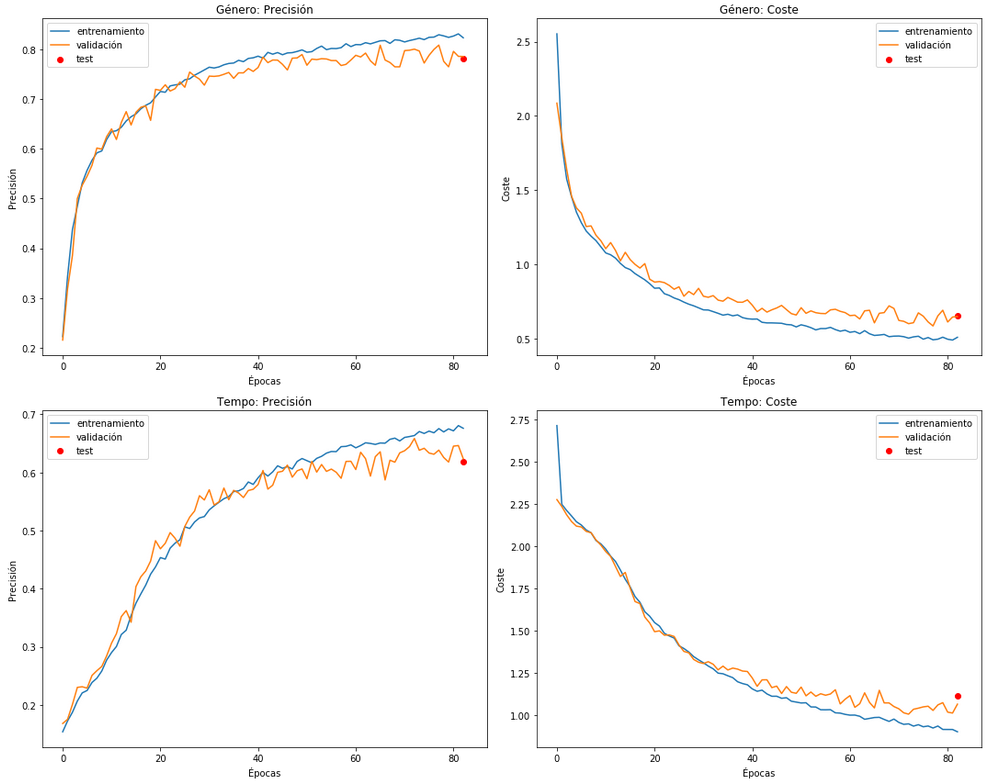 Género: Precisión
entrenamiento
validación
test
0.8
0.7
0.6
0.5
0.4
0.3
0.2
Precisión
0
20
40
60
80
Épocas
Género: Coste
entrenamiento
validación
test
2.5
2.0
1.5
1.0
0.5
Coste
0
20
40
60
80
Épocas
Tempo: Precisión
entrenamiento
validación
test
0.7
0.6
0.5
0.4
0.3
0.2
Precisión
0
20
40
60
80
Épocas
Tempo: Coste
entrenamiento
validación
test
2.75
2.50
2.25
2.00
1.75
1.50
1.25
1.00
Coste
0
20
40
60
80
Épocas